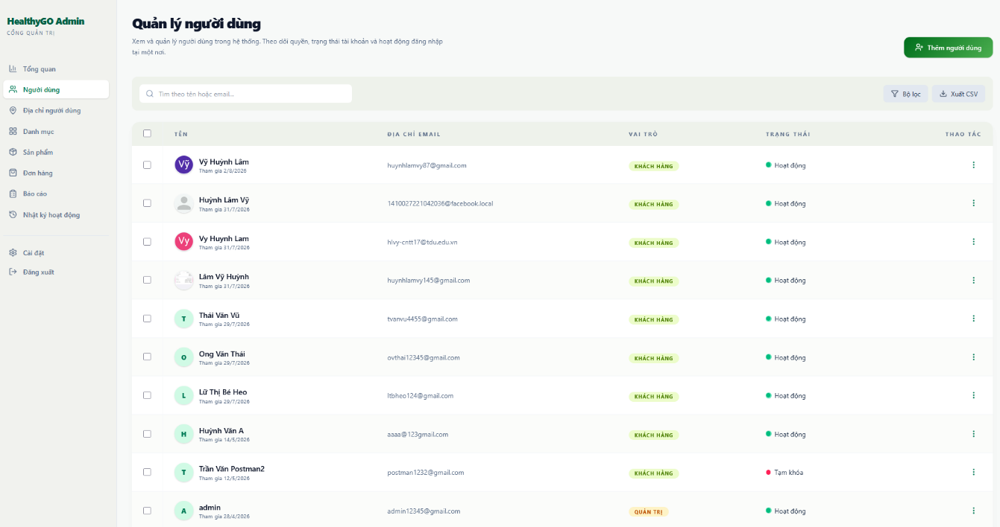 HealthyGO Admin
CỔNG QUẢN TRỊ
Tổng quan
Người dùng
Địa chỉ người dùng
Danh mục
Sản phẩm
Đơn hàng
Báo cáo
Nhật ký hoạt động
Cài đặt
Đăng xuất
Quản lý người dùng
Xem và quản lý người dùng trong hệ thống. Theo dõi quyền, trạng thái tài khoản và hoạt động đăng nhập
tại một nơi.
Thêm người dùng
Tìm theo tên hoặc email...
Bộ lọc
Xuất CSV
TÊN ĐỊA CHỈ EMAIL VAI TRÒ TRẠNG THÁI THAO TÁC
Vỹ Vỹ Huỳnh Lâm huynhlamvy87@gmail.com KHÁCH HÀNG Hoạt động
Tham gia 2/8/2026
Huỳnh Lâm Vỹ 1410027221042036@facebook.local KHÁCH HÀNG Hoạt động
Tham gia 31/7/2026
Vy Vy Huynh Lam hlvy-cntt17@tdu.edu.vn KHÁCH HÀNG Hoạt động
Tham gia 31/7/2026
Lâm Vỹ Huỳnh huynhlamvy145@gmail.com KHÁCH HÀNG Hoạt động
Tham gia 31/7/2026
T Thái Văn Vũ tvanvu4455@gmail.com KHÁCH HÀNG Hoạt động
Tham gia 29/7/2026
O Ong Văn Thái ovthai12345@gmail.com KHÁCH HÀNG Hoạt động
Tham gia 29/7/2026
L Lữ Thị Bé Heo ltbheo124@gmail.com KHÁCH HÀNG Hoạt động
Tham gia 29/7/2026
H Huỳnh Văn A aaaa@123gmail.com KHÁCH HÀNG Hoạt động
Tham gia 14/5/2026
T Trần Văn Postman2 postman1232@gmail.com KHÁCH HÀNG Tạm khóa
Tham gia 12/5/2026
A admin admin12345@gmail.com QUẢN TRỊ Hoạt động
Tham gia 28/4/2026